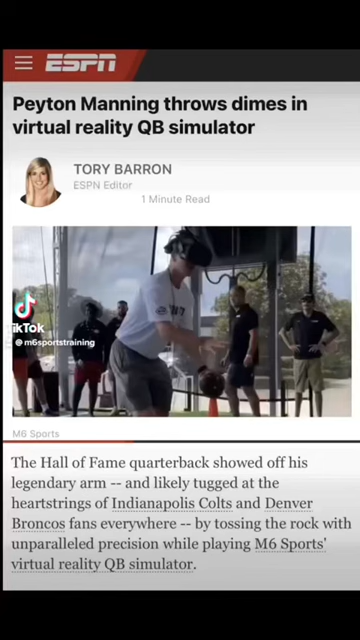 ESPN
Peyton Manning throws dimes in
virtual reality QB simulator
TORY BARRON
ESPN Editor
1 Minute Read
TikTok
@m6sportstraining
M6 Sports
The Hall of Fame quarterback showed off his
legendary arm -- and likely tugged at the
heartstrings of Indianapolis Colts and Denver
Broncos fans everywhere -- by tossing the rock with
unparalleled precision while playing M6 Sports'
virtual reality QB simulator.